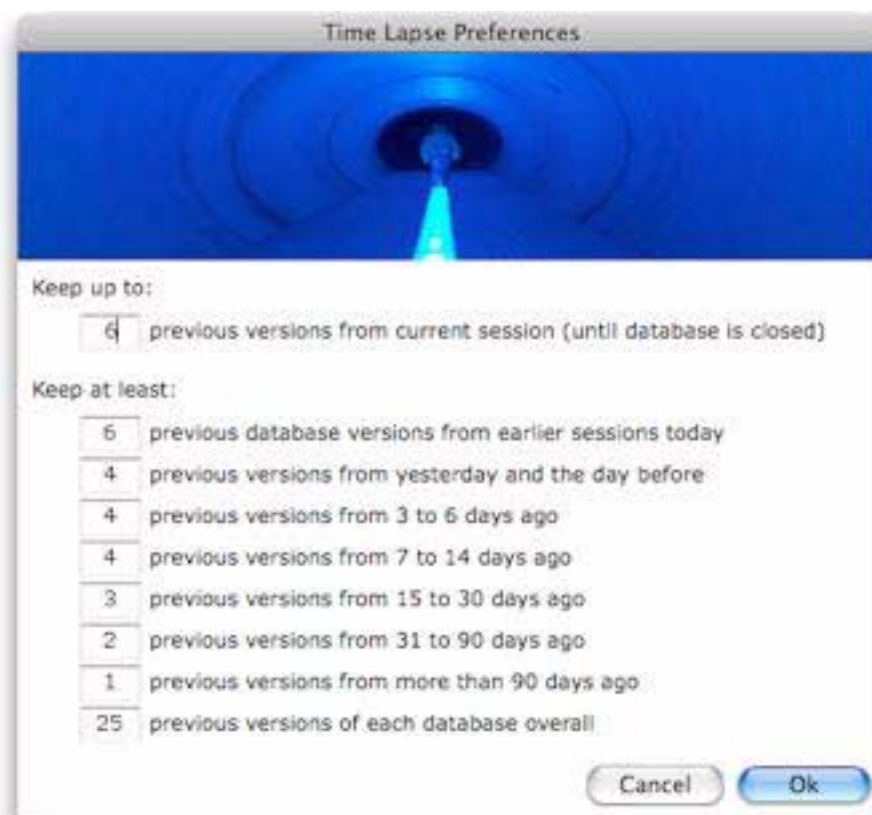 Time Lapse Preferences
Keep up to:
6 previous versions from current session (until database is closed)
Keep at least:
6 previous database versions from earlier sessions today
4 previous versions from yesterday and the day before
4 previous versions from 3 to 6 days ago
4 previous versions from 7 to 14 days ago
3 previous versions from 15 to 30 days ago
2 previous versions from 31 to 90 days ago
1 previous versions from more than 90 days ago
25 previous versions of each database overall
Cancel Ok